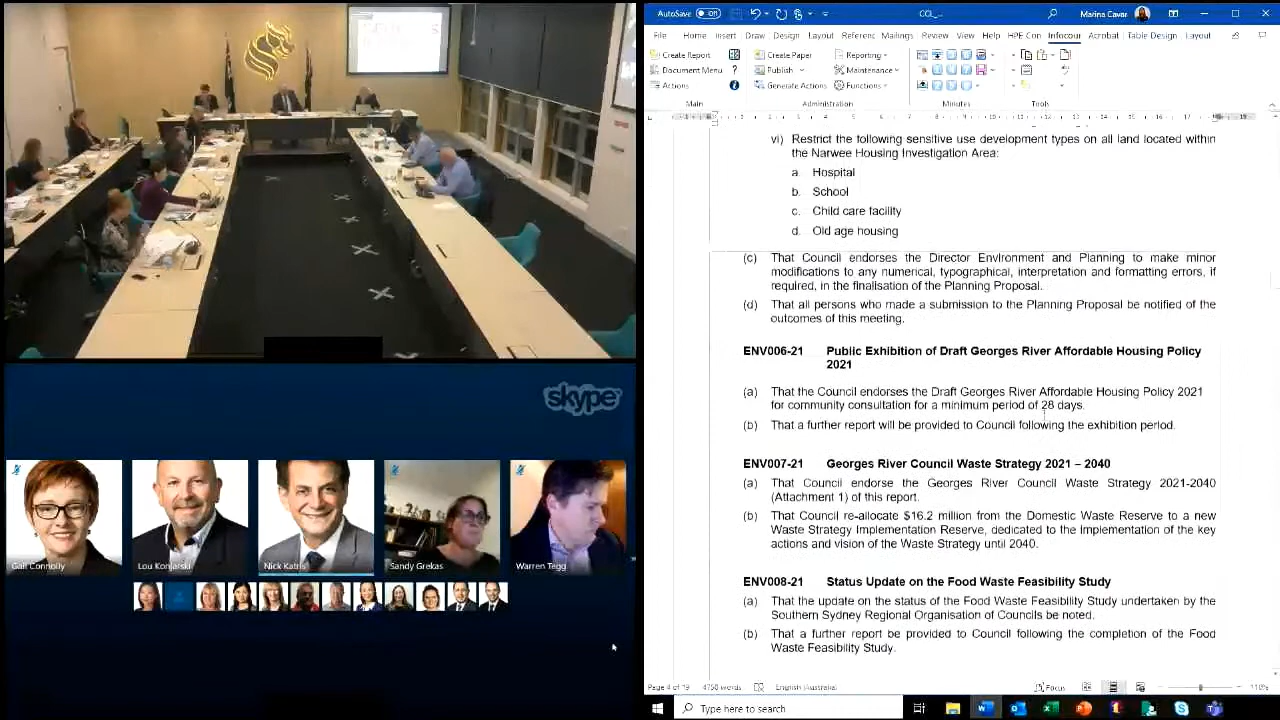 skype
Gail Connolly
Lou Konjarski
Nick Katris
Sandy Grekas
Warren Tegg
AutoSave Off
Marina Cavar
File Home Insert Draw Design Layout References Mailings Review View Help HPE Con Infocoun Acrobat Table Design Layout
Create Report
Create Paper
Reporting
Document Menu
?
Publish
Maintenance
Actions
Generate Actions
Functions
Main
Administration
Minutes
Tools
vi) Restrict the following sensitive use development types on all land located within
the Narwee Housing Investigation Area:
a. Hospital
b. School
c. Child care facility
d. Old age housing
(c) That Council endorses the Director Environment and Planning to make minor
modifications to any numerical, typographical, interpretation and formatting errors, if
required, in the finalisation of the Planning Proposal.
(d) That all persons who made a submission to the Planning Proposal be notified of the
outcomes of this meeting.
ENV006-21 Public Exhibition of Draft Georges River Affordable Housing Policy
2021
(a) That the Council endorses the Draft Georges River Affordable Housing Policy 2021
for community consultation for a minimum period of 28 days.
(b) That a further report will be provided to Council following the exhibition period.
ENV007-21 Georges River Council Waste Strategy 2021 – 2040
(a) That Council endorse the Georges River Council Waste Strategy 2021-2040
(Attachment 1) of this report.
(b) That Council re-allocate $16.2 million from the Domestic Waste Reserve to a new
Waste Strategy Implementation Reserve, dedicated to the implementation of the key
actions and vision of the Waste Strategy until 2040.
ENV008-21 Status Update on the Food Waste Feasibility Study
(a) That the update on the status of the Food Waste Feasibility Study undertaken by the
Southern Sydney Regional Organisation of Councils be noted.
(b) That a further report be provided to Council following the completion of the Food
Waste Feasibility Study.
Page 4 of 19 4750 words English (Australia)
Focus
110%
Type here to search